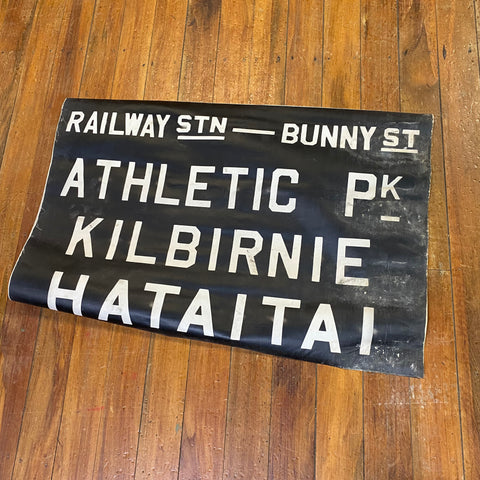 RAILWAY STN — BUNNY ST
ATHLETIC PK
KILBIRNIE
HATAITAI